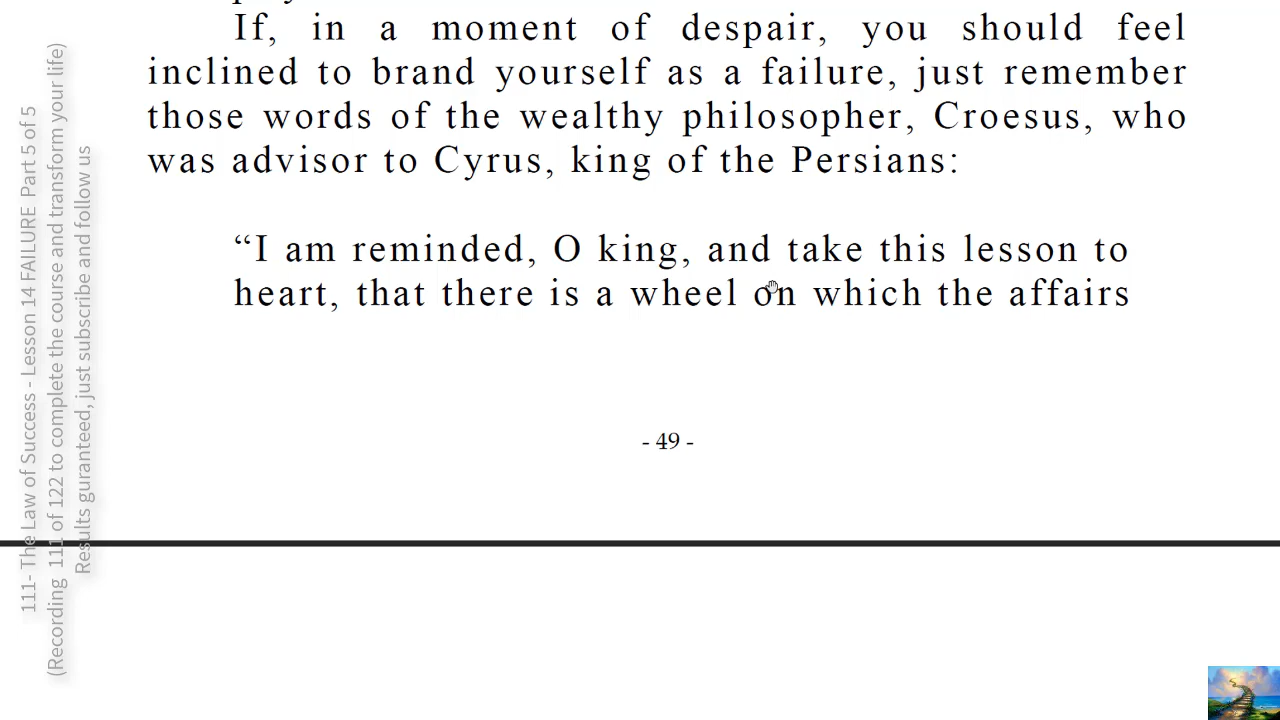 If, in a moment of despair, you should feel
inclined to brand yourself as a failure, just remember
those words of the wealthy philosopher, Croesus, who
was advisor to Cyrus, king of the Persians:
“I am reminded, O king, and take this lesson to
heart, that there is a wheel on which the affairs
- 49 -
111- The Law of Success - Lesson 14 FAILURE Part 5 of 5
(Recording 111 of 122 to complete the course and transform your life)
Results guranteed, just subscribe and follow us